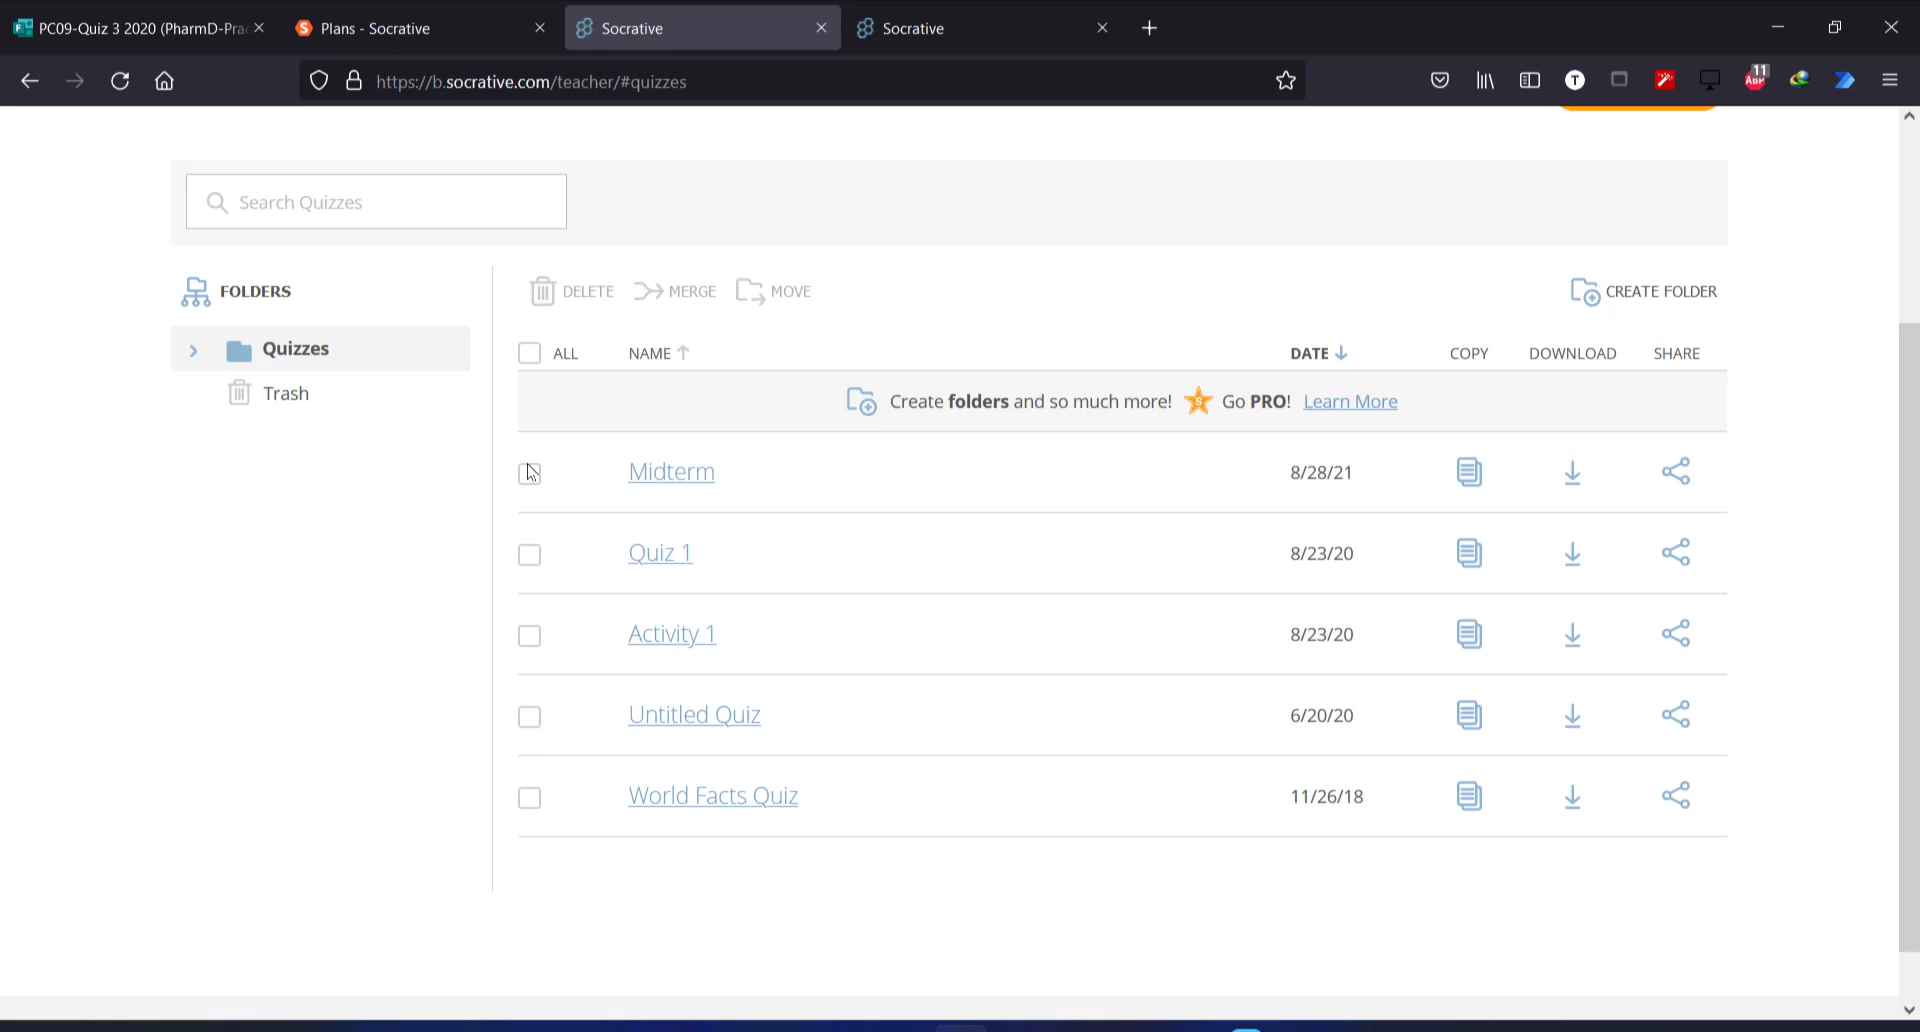 PC09-Quiz 3 2020 (PharmD-Prac
Plans - Socrative
Socrative
Socrative
https://b.socrative.com/teacher/#quizzes
T
11
ABP
Search Quizzes
FOLDERS
DELETE MERGE MOVE
CREATE FOLDER
Quizzes
Trash
ALL NAME DATE COPY DOWNLOAD SHARE
Create folders and so much more! Go PRO! Learn More
Midterm 8/28/21
Quiz 1 8/23/20
Activity 1 8/23/20
Untitled Quiz 6/20/20
World Facts Quiz 11/26/18